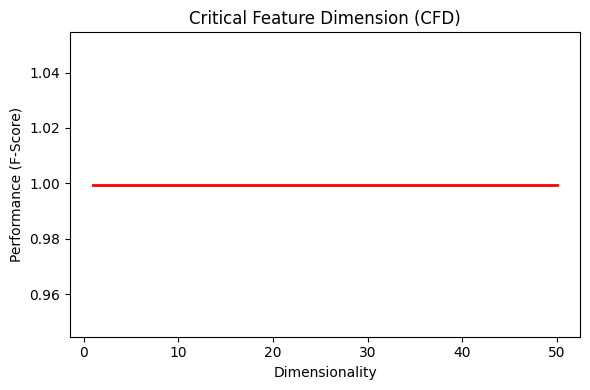 Critical Feature Dimension (CFD)
Performance (F-Score)
1.04
1.02
1.00
0.98
0.96
0 10 20 30 40 50
Dimensionality